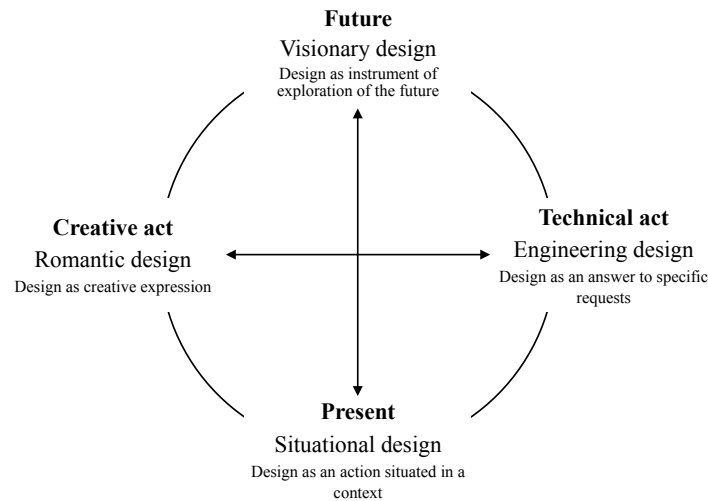 Future
Visionary design
Design as instrument of
exploration of the future
Creative act
Romantic design
Design as creative expression
Technical act
Engineering design
Design as an answer to specific
requests
Present
Situational design
Design as an action situated in a
context